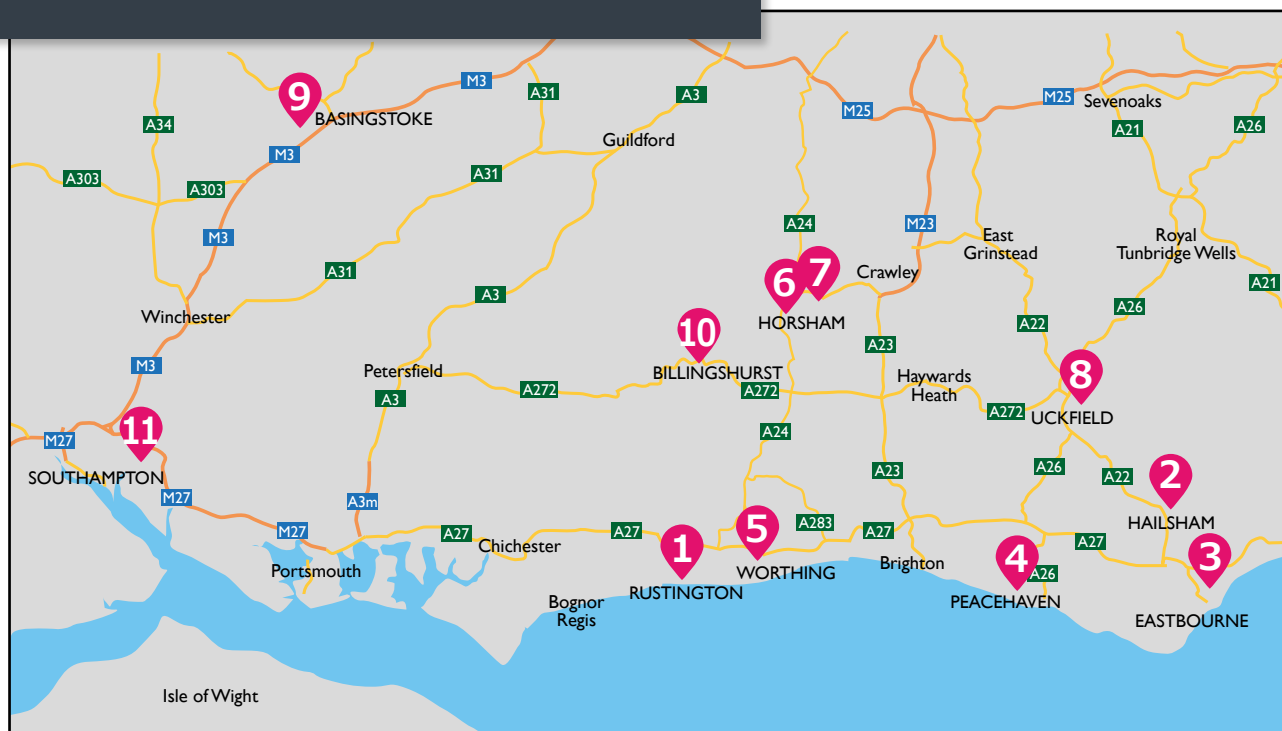 9
BASINGSTOKE
M3
A31
A3
M25
M25
Sevenoaks
A21
A26
A34
M3
Guildford
A303
A303
A31
M3
A24
M23
East
Grinstead
Royal
Tunbridge Wells
A31
6
7
Crawley
A21
A3
HORSHAM
A22
A26
Winchester
10
BILLINGSHURST
A23
M3
Petersfield
A272
A272
Haywards
Heath
8
UCKFIELD
A3
A272
11
SOUTHAMPTON
M27
A24
A23
A26
A22
2
HAILSHAM
M27
A3m
M27
A27
Chichester
A27
1
RUSTINGTON
5
WORTHING
A283
A27
Brighton
4
PEACEHAVEN
A26
A27
3
EASTBOURNE
Portsmouth
Bognor
Regis
Isle of Wight